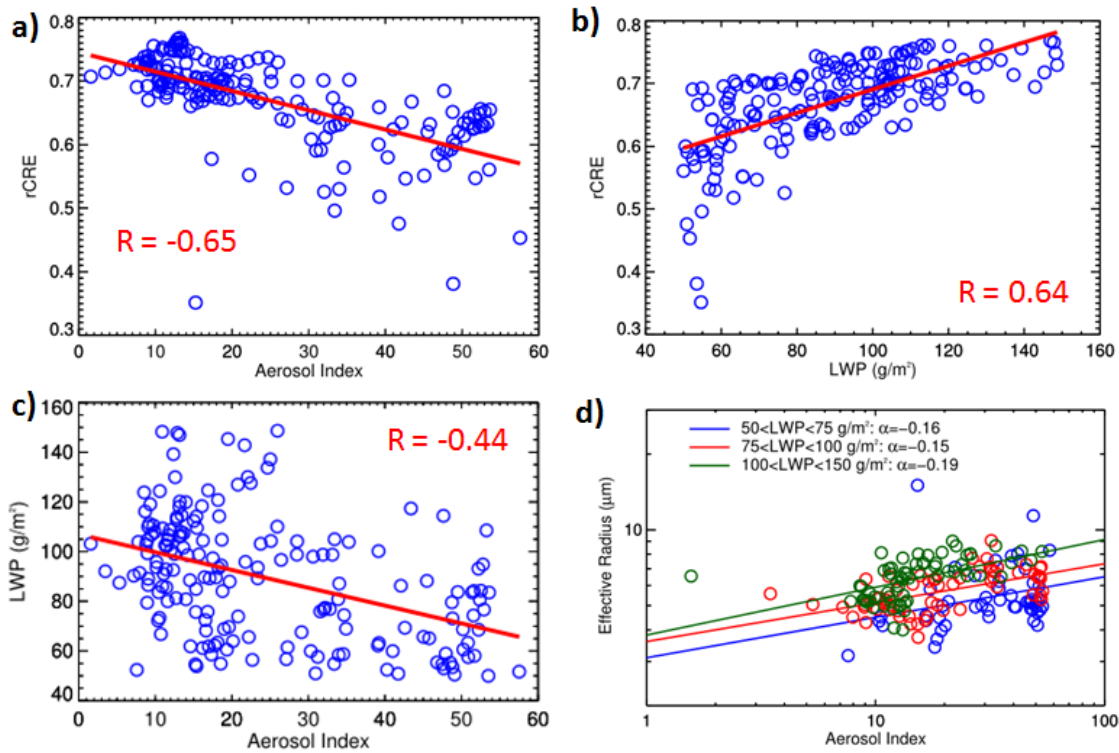 a)
0.8
0.7
0.6
0.5
0.4
0.3
rCRE
R = -0.65
0 10 20 30 40 50 60
Aerosol Index
b)
0.8
0.7
0.6
0.5
0.4
0.3
rCRE
R = 0.64
40 60 80 100 120 140 160
LWP (g/m²)
c)
160
140
120
100
80
60
40
LWP (g/m²)
R = -0.44
0 10 20 30 40 50 60
Aerosol Index
d)
50<LWP<75 g/m²: α=−0.16
75<LWP<100 g/m²: α=−0.15
100<LWP<150 g/m²: α=−0.19
10
Effective Radius (μm)
1 10 100
Aerosol Index